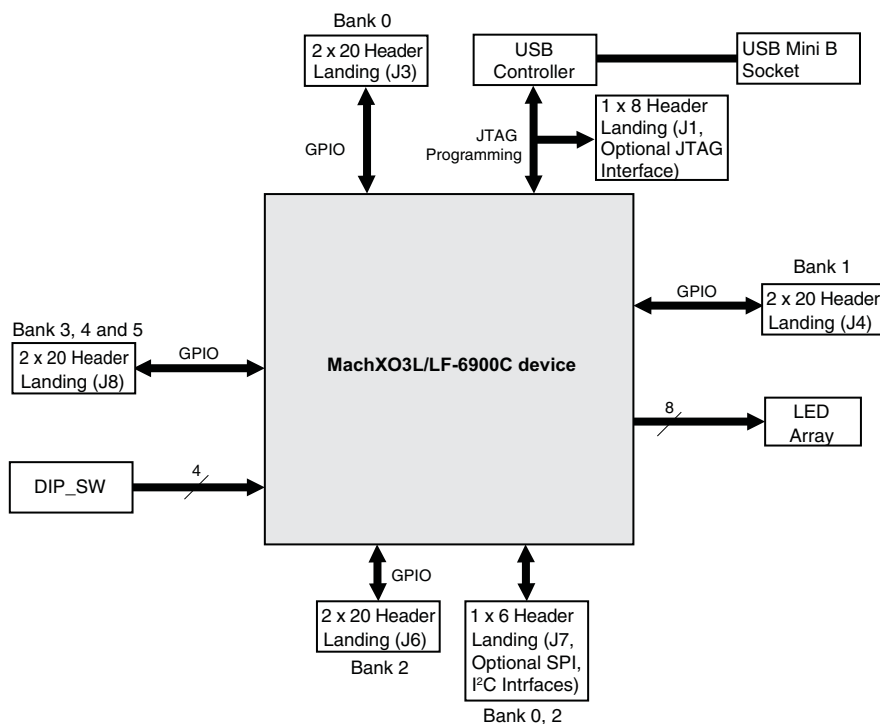 Bank 0
2 x 20 Header
Landing (J3)
USB
Controller
USB Mini B
Socket
1 x 8 Header
Landing (J1,
Optional JTAG
Interface)
GPIO
JTAG
Programming
Bank 1
GPIO
2 x 20 Header
Landing (J4)
Bank 3, 4 and 5
2 x 20 Header
Landing (J8)
GPIO
MachXO3L/LF-6900C device
8
LED
Array
DIP_SW
4
GPIO
2 x 20 Header
Landing (J6)
Bank 2
1 x 6 Header
Landing (J7,
Optional SPI,
I²C Intrfaces)
Bank 0, 2